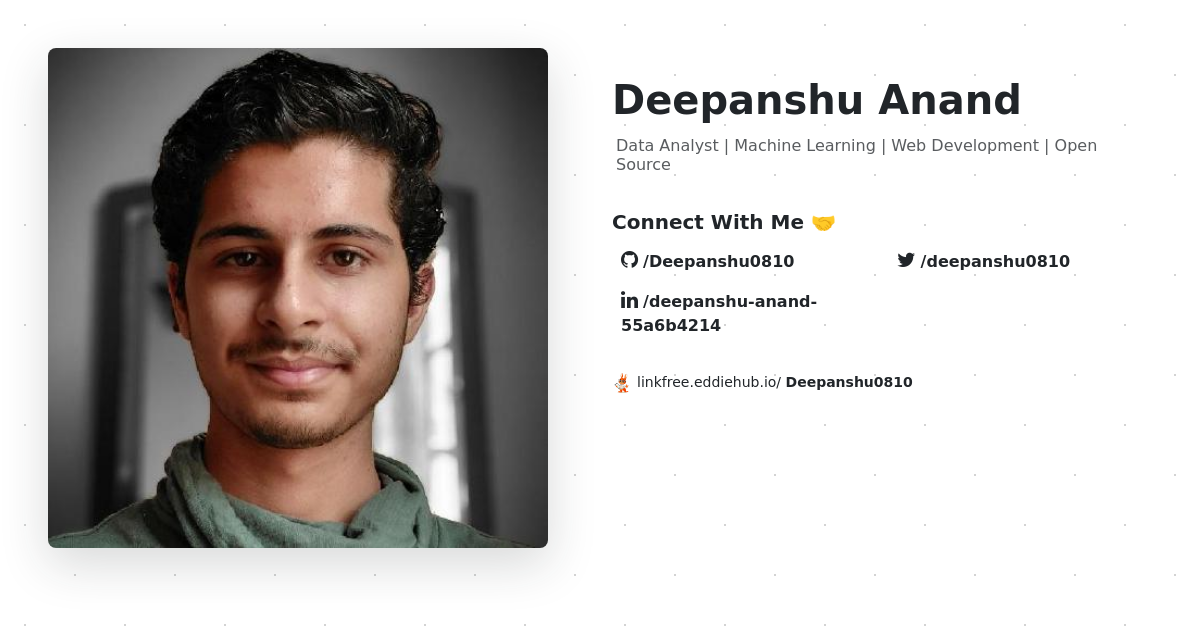 Deepanshu Anand
Data Analyst | Machine Learning | Web Development | Open
Source
Connect With Me 🤝
/Deepanshu0810
/deepanshu0810
/deepanshu-anand-
55a6b4214
linkfree.eddiehub.io/ Deepanshu0810